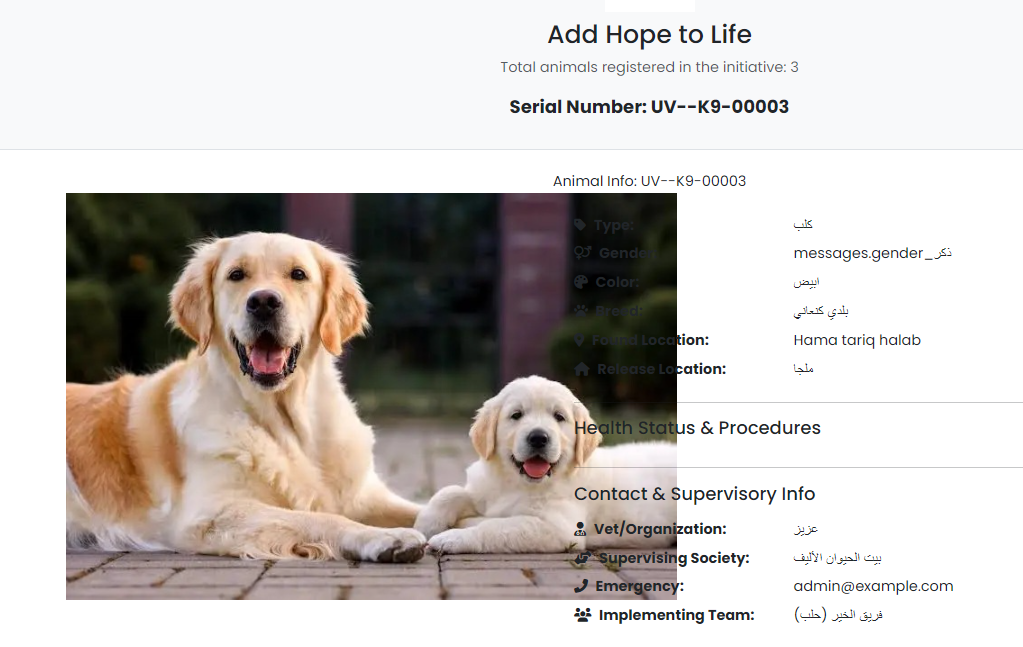 Add Hope to Life
Total animals registered in the initiative: 3
Serial Number: UV--K9-00003
Animal Info: UV--K9-00003
Type: كلب
Gender: messages.gender_ذكر
Color: ابيض
Breed: بلدي كنعاني
Found Location: Hama tariq halab
Release Location: ملجا
Health Status & Procedures
Contact & Supervisory Info
Vet/Organization: عزيز
Supervising Society: بيت الحيوان الأليف
Emergency: admin@example.com
Implementing Team: فريق الخير (حلب)